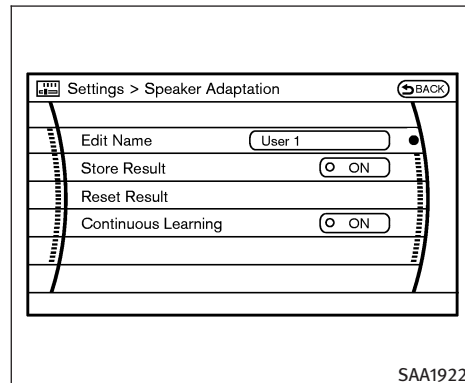 Settings > Speaker Adaptation BACK
Edit Name User 1
Store Result ON
Reset Result
Continuous Learning ON
SAA1922